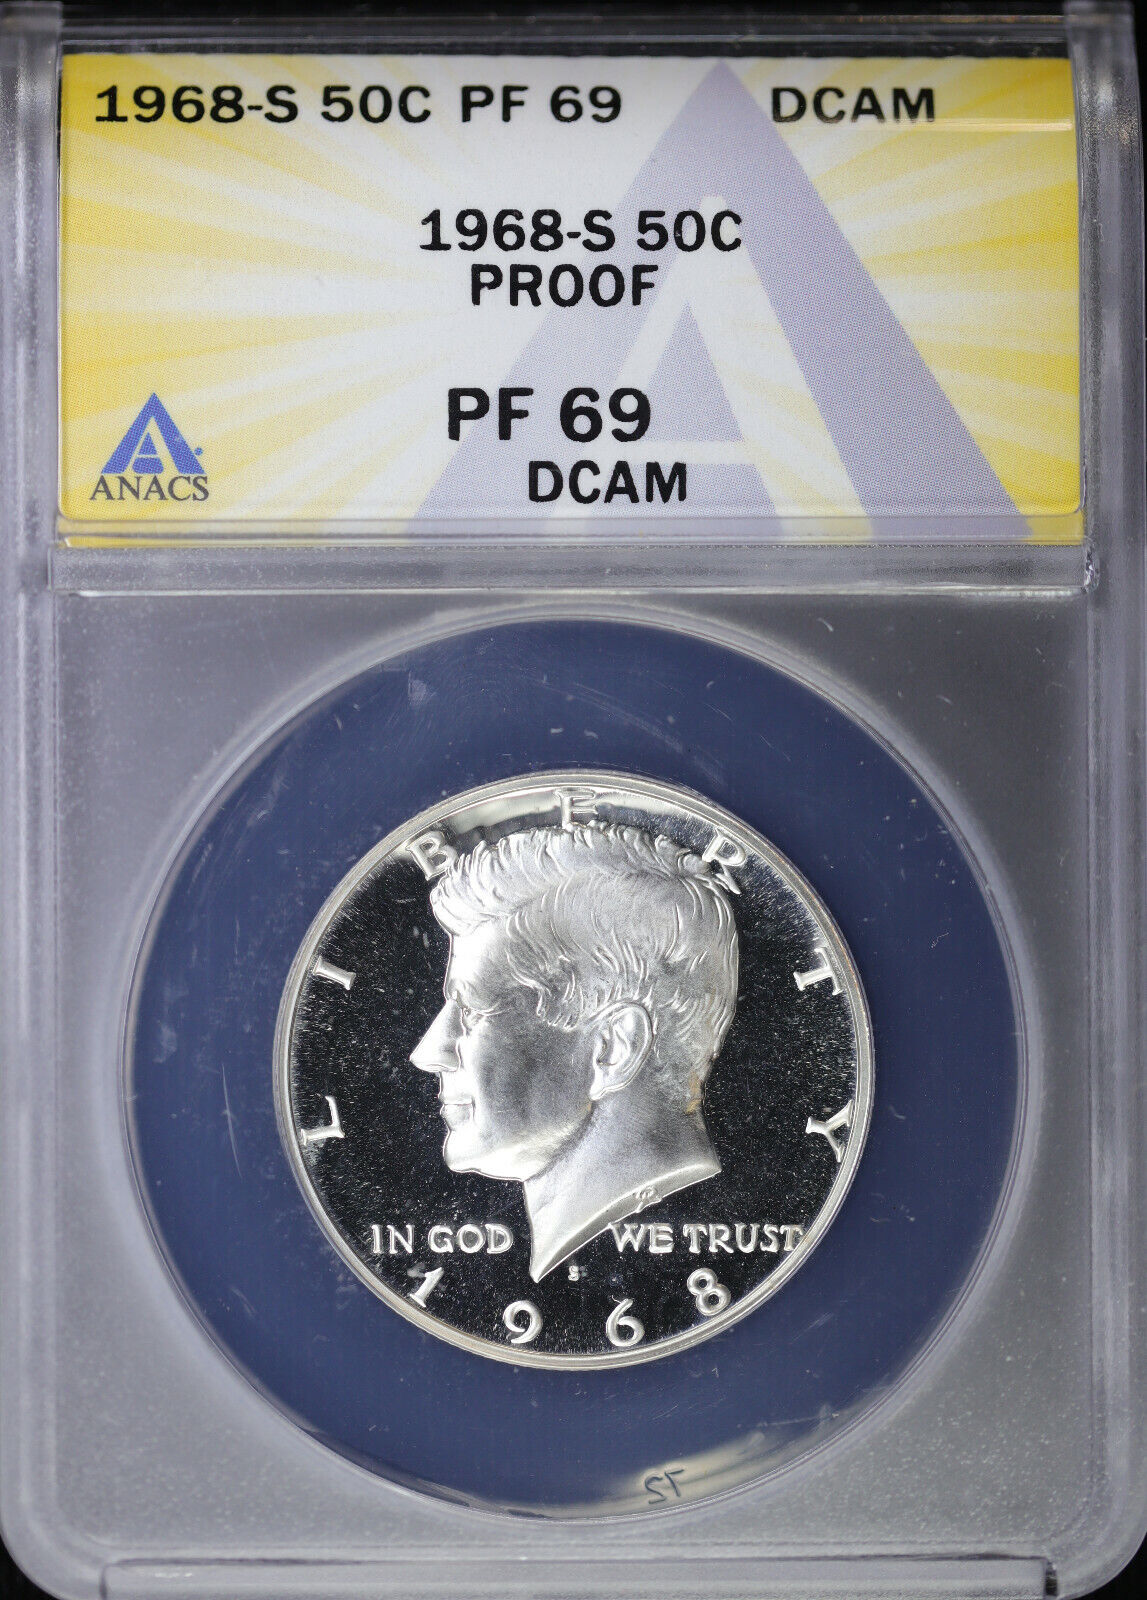 1968-S 50C PF 69 DCAM
1968-S 50C
PROOF
PF 69
DCAM
ANACS
LIBERTY
IN GOD WE TRUST
S
1968